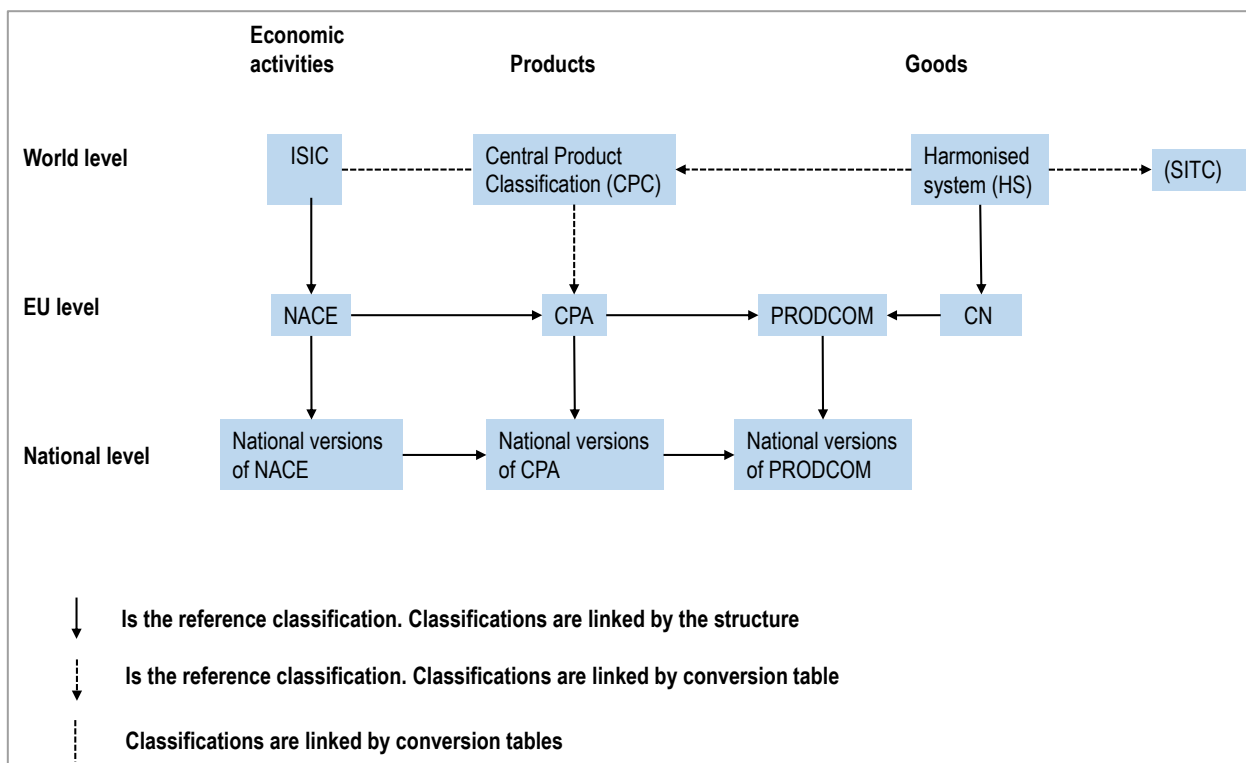 Economic
activities
Products
Goods
World level
ISIC
Central Product
Classification (CPC)
Harmonised
system (HS)
(SITC)
EU level
NACE
CPA
PRODCOM
CN
National level
National versions
of NACE
National versions
of CPA
National versions
of PRODCOM
Is the reference classification. Classifications are linked by the structure
Is the reference classification. Classifications are linked by conversion table
Classifications are linked by conversion tables